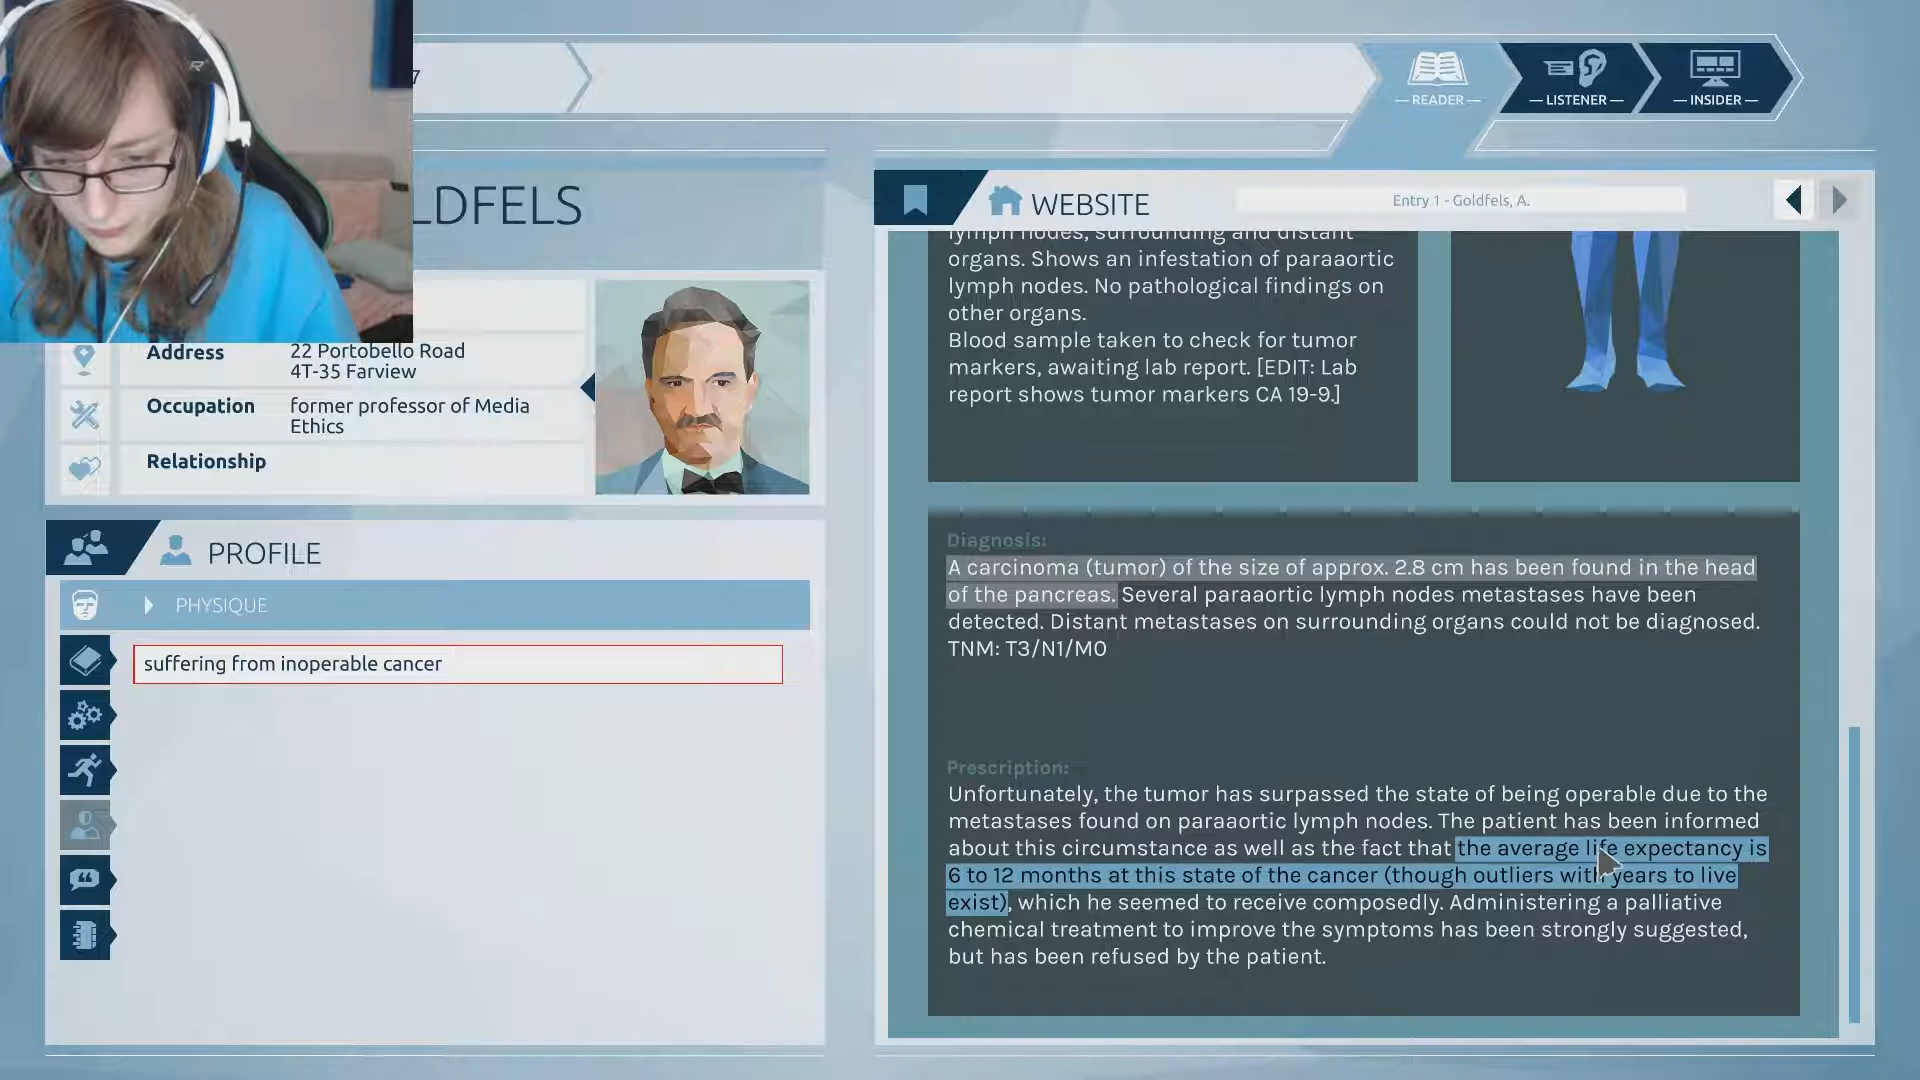 7
READER
LISTENER
INSIDER
LDFELS
WEBSITE
Entry 1 - Goldfels, A.
Address
22 Portobello Road
4T-35 Farview
Occupation
former professor of Media
Ethics
Relationship
PROFILE
PHYSIQUE
suffering from inoperable cancer
lymph nodes, surrounding and distant
organs. Shows an infestation of paraaortic
lymph nodes. No pathological findings on
other organs.
Blood sample taken to check for tumor
markers, awaiting lab report. [EDIT: Lab
report shows tumor markers CA 19-9.]
Diagnosis:
A carcinoma (tumor) of the size of approx. 2.8 cm has been found in the head
of the pancreas. Several paraaortic lymph nodes metastases have been
detected. Distant metastases on surrounding organs could not be diagnosed.
TNM: T3/N1/M0
Prescription:
Unfortunately, the tumor has surpassed the state of being operable due to the
metastases found on paraaortic lymph nodes. The patient has been informed
about this circumstance as well as the fact that the average life expectancy is
6 to 12 months at this state of the cancer (though outliers with years to live
exist), which he seemed to receive composedly. Administering a palliative
chemical treatment to improve the symptoms has been strongly suggested,
but has been refused by the patient.